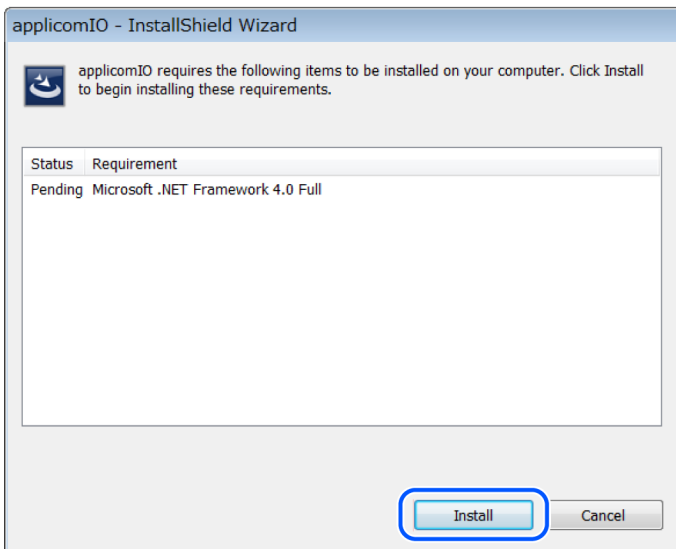 applicomIO - InstallShield Wizard
applicomIO requires the following items to be installed on your computer. Click Install
to begin installing these requirements.
Status Requirement
Pending Microsoft .NET Framework 4.0 Full
Install Cancel